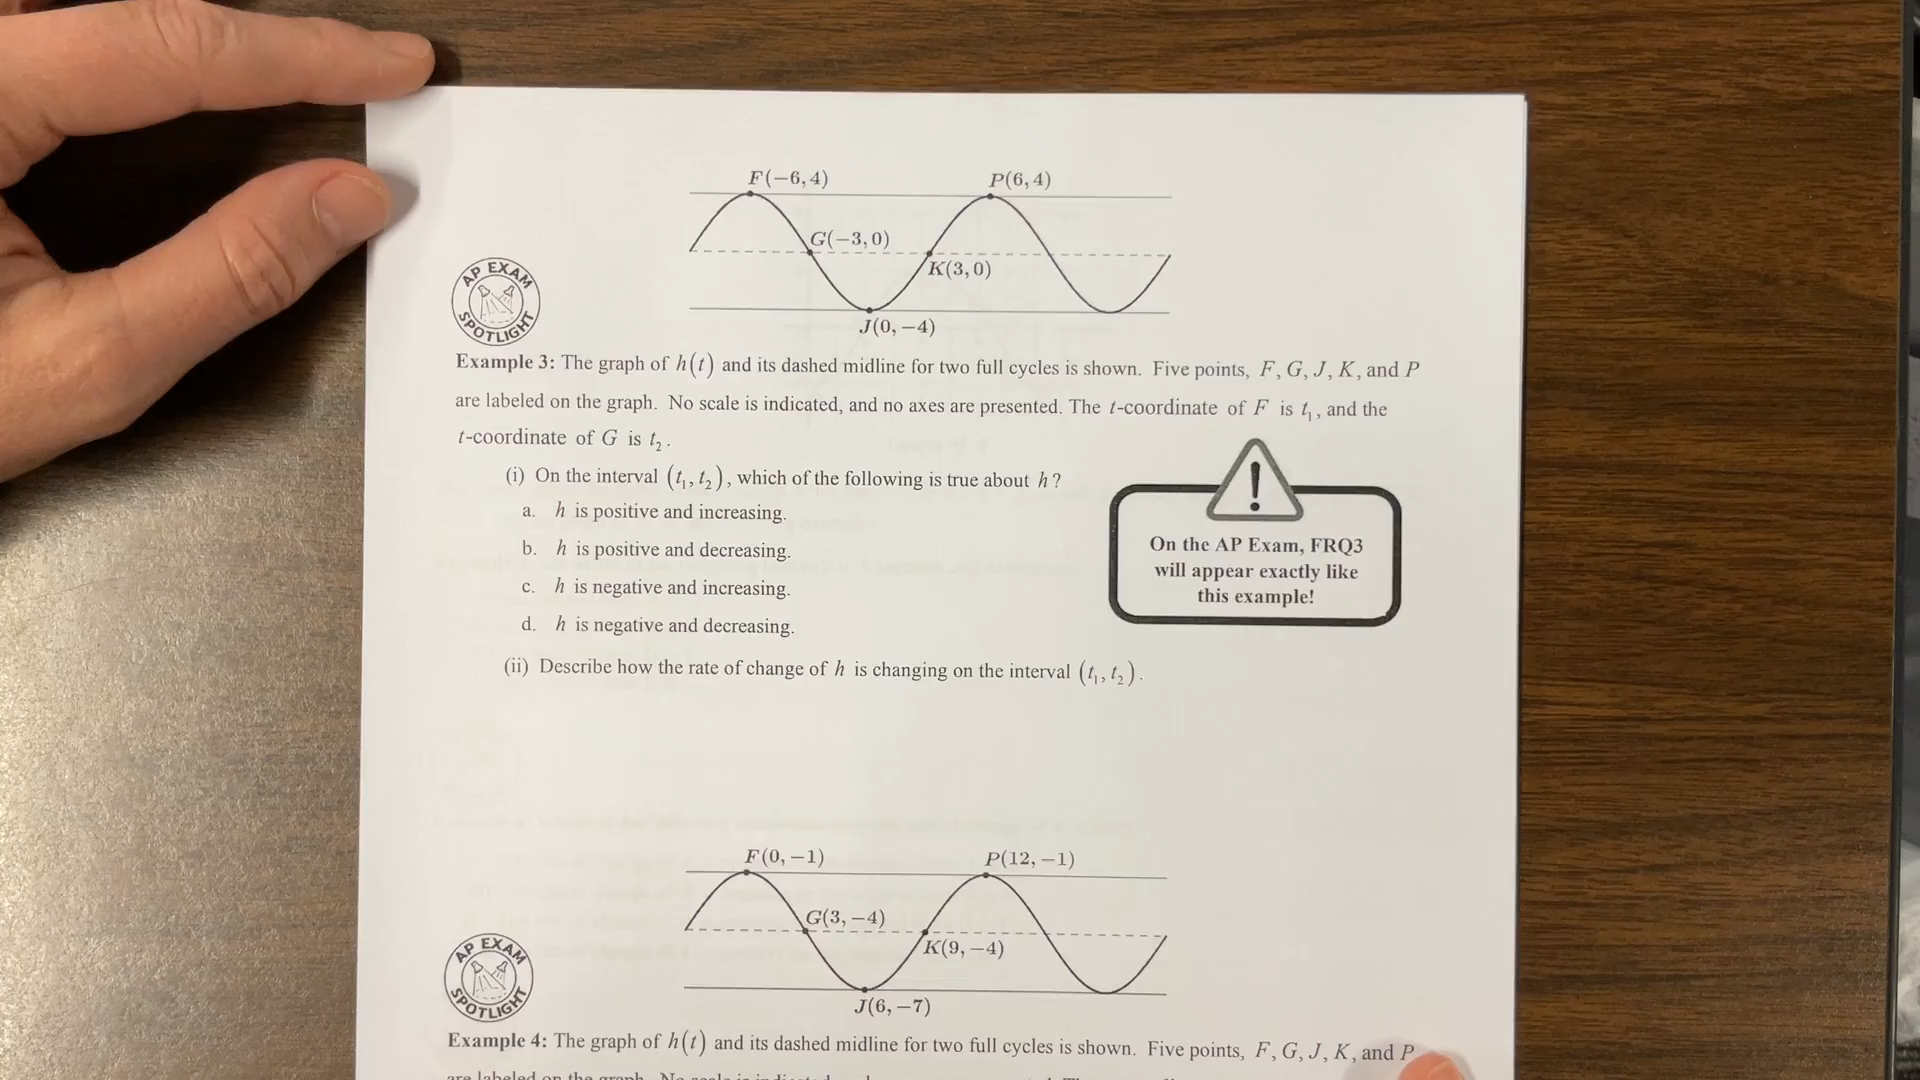 F(−6, 4)
P(6, 4)
G(−3, 0)
K(3, 0)
J(0, −4)
AP EXAM SPOTLIGHT
Example 3: The graph of h(t) and its dashed midline for two full cycles is shown. Five points, F, G, J, K, and P
are labeled on the graph. No scale is indicated, and no axes are presented. The t-coordinate of F is t₁, and the
t-coordinate of G is t₂.
(i) On the interval (t₁, t₂), which of the following is true about h?
a. h is positive and increasing.
b. h is positive and decreasing.
c. h is negative and increasing.
d. h is negative and decreasing.
!
On the AP Exam, FRQ3
will appear exactly like
this example!
(ii) Describe how the rate of change of h is changing on the interval (t₁, t₂).
F(0, −1)
P(12, −1)
G(3, −4)
K(9, −4)
J(6, −7)
AP EXAM SPOTLIGHT
Example 4: The graph of h(t) and its dashed midline for two full cycles is shown. Five points, F, G, J, K, and P